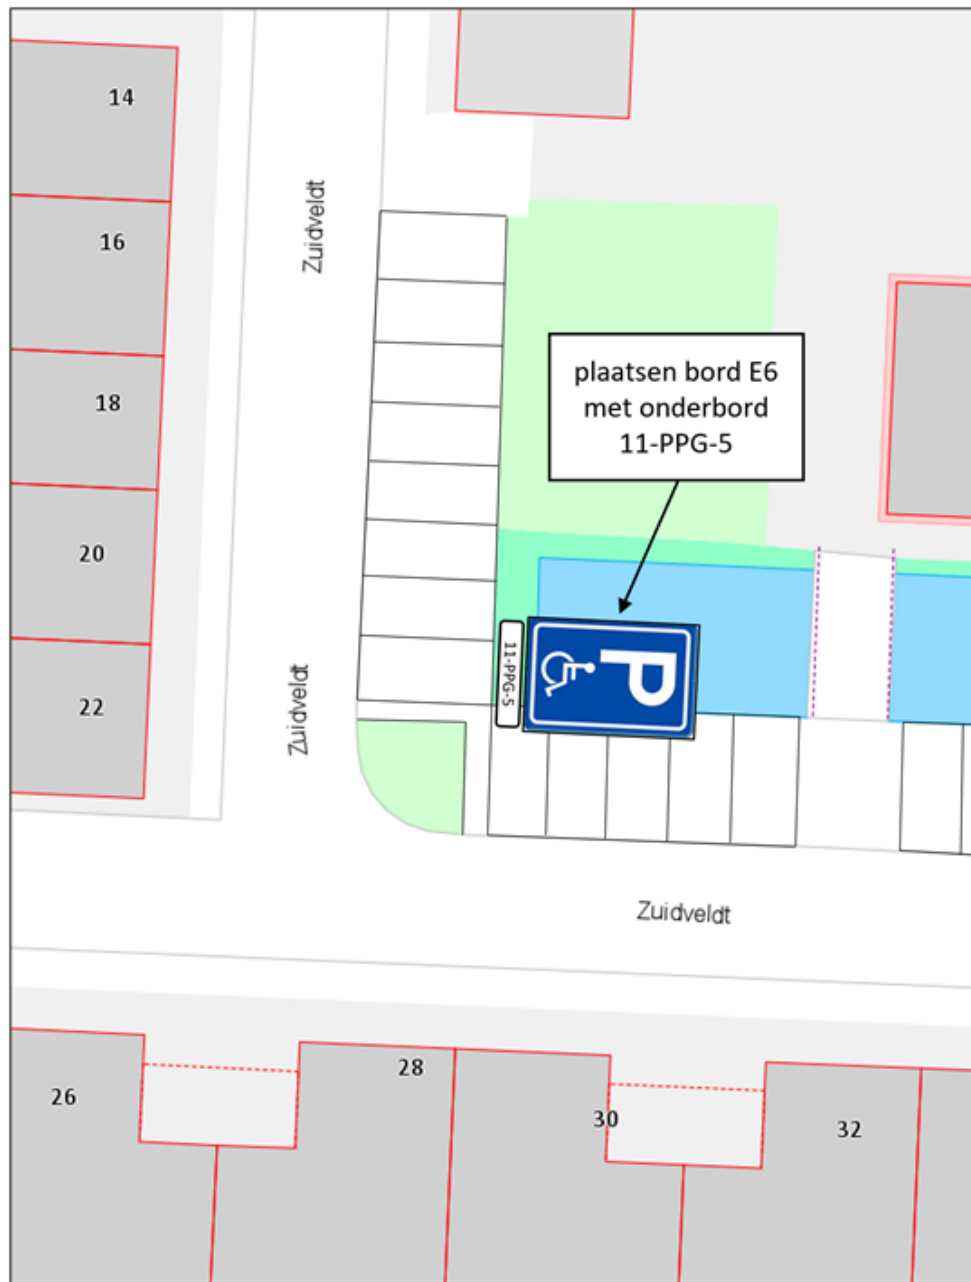 14
Zuidveldt
16
plaatsen bord E6
met onderbord
11-PPG-5
18
20
11-PPG-5
P
22
Zuidveldt
Zuidveldt
26
28
30
32